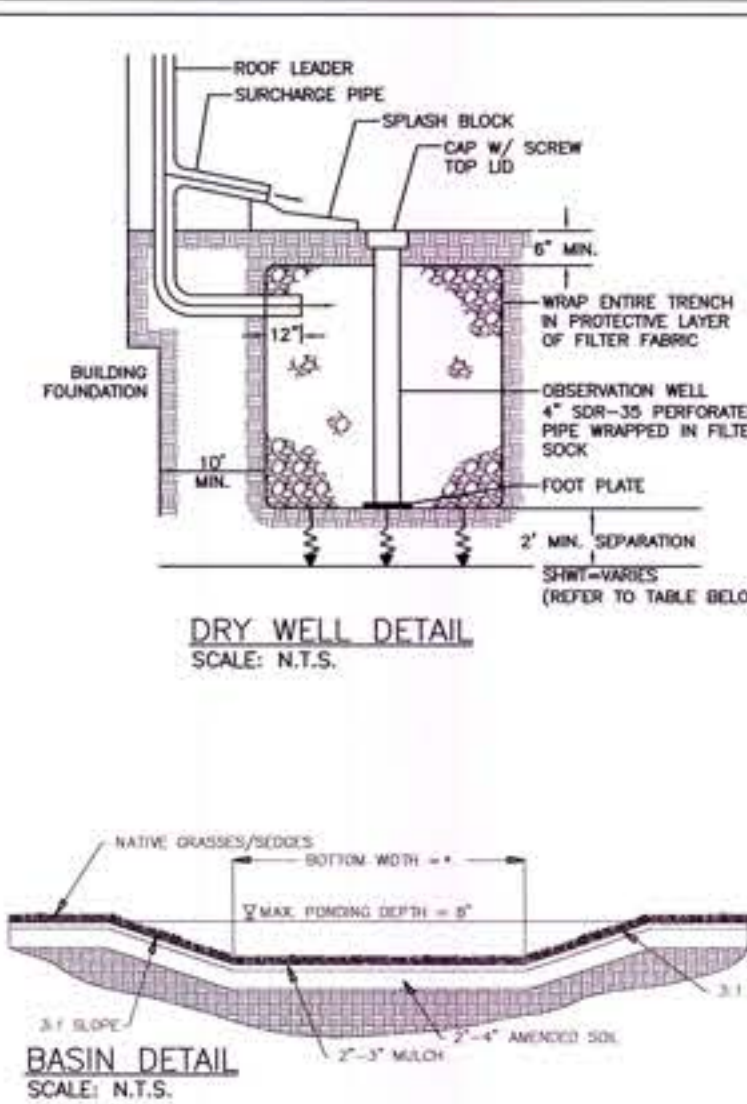 ROOF LEADER
SURCHARGE PIPE
SPLASH BLOCK
CAP W/ SCREW
TOP LID
6" MIN.
WRAP ENTIRE TRENCH
IN PROTECTIVE LAYER
OF FILTER FABRIC
12"
BUILDING
FOUNDATION
OBSERVATION WELL
4" SDR-35 PERFORATE
PIPE WRAPPED IN FILTE
SOCK
10'
MIN.
FOOT PLATE
2' MIN. SEPARATION
SHWT=VARIES
(REFER TO TABLE BELO
DRY WELL DETAIL
SCALE: N.T.S.
NATIVE GRASSES/SEDGES
BOTTOM WIDTH = *
MAX. PONDING DEPTH = 8"
3:1 SLOPE
3:1
2"-4" AMENDED SOIL
2"-3" MULCH
BASIN DETAIL
SCALE: N.T.S.